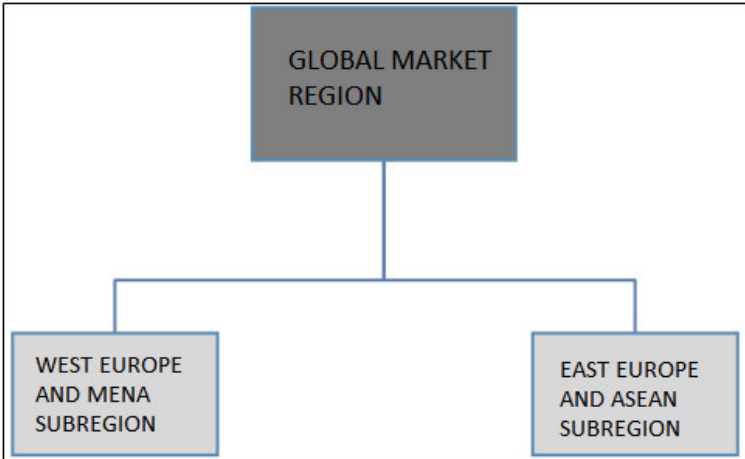 GLOBAL MARKET
REGION
WEST EUROPE
AND MENA
SUBREGION
EAST EUROPE
AND ASEAN
SUBREGION